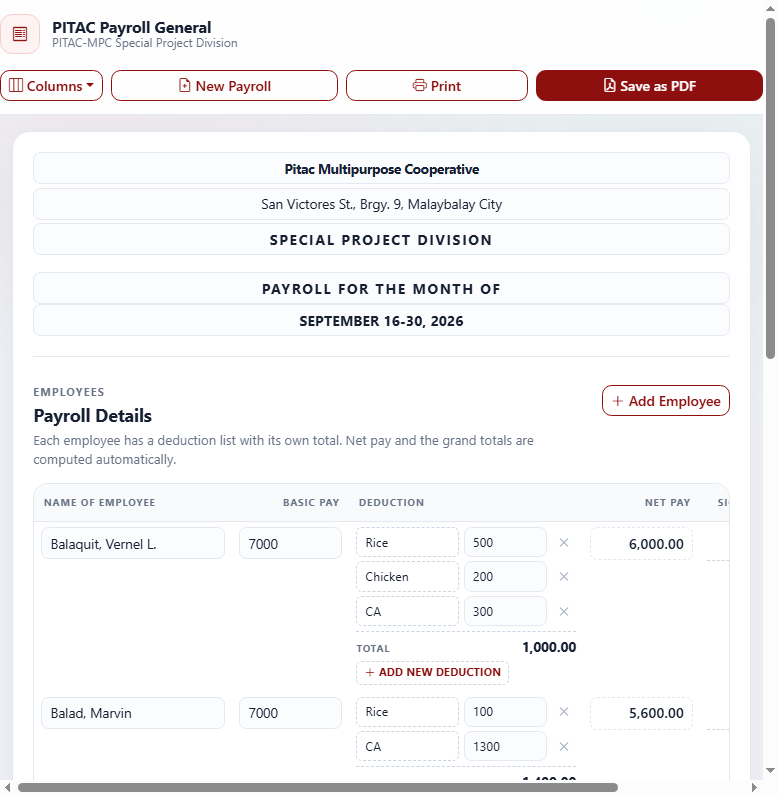 PITAC Payroll General
PITAC-MPC Special Project Division
Columns New Payroll Print Save as PDF
Pitac Multipurpose Cooperative
San Victores St., Brgy. 9, Malaybalay City
SPECIAL PROJECT DIVISION
PAYROLL FOR THE MONTH OF
SEPTEMBER 16-30, 2026
EMPLOYEES
Payroll Details
+ Add Employee
Each employee has a deduction list with its own total. Net pay and the grand totals are
computed automatically.
NAME OF EMPLOYEE BASIC PAY DEDUCTION NET PAY
Balaquit, Vernel L. 7000 Rice 500 × 6,000.00
Chicken 200 ×
CA 300 ×
TOTAL 1,000.00
+ ADD NEW DEDUCTION
Balad, Marvin 7000 Rice 100 × 5,600.00
CA 1300 ×